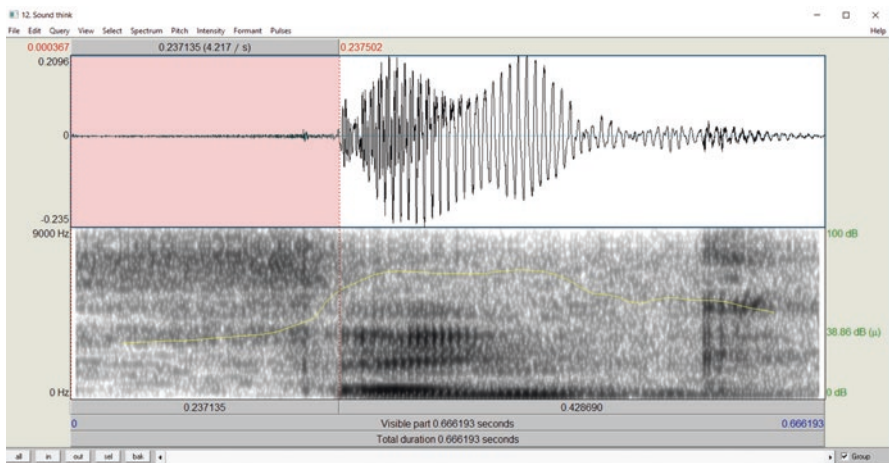 12. Sound think
File Edit Query View Select Spectrum Pitch Intensity Formant Pulses Help
0.000367 0.237135 (4.217 / s) 0.237502
0.2096
0
-0.235
9000 Hz 100 dB
38.86 dB (µ)
0 Hz 0 dB
0.237135 0.428690
0 Visible part 0.666193 seconds 0.666193
Total duration 0.666193 seconds
all in out sel bak Group